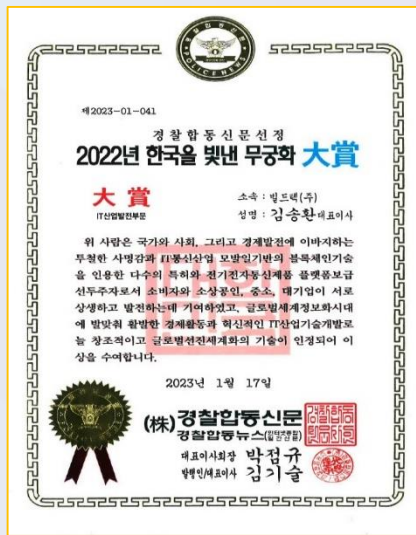 POLICENEWS
제2023-01-041
경찰합동신문선정
2022년 한국을 빛낸 무궁화 大賞
大賞
IT산업발전부문
소속 : 빌드택(주)
성명 : 김송환 대표이사
위 사람은 국가와 사회, 그리고 경제발전에 이바지하는
투철한 사명감과 IT통신산업 모발인기반의 블록체인기술
을 인용한 다수의 특허와 전기전자통신제품 플랫폼보급
선두주자로서 소비자와 소상공인, 중소, 대기업이 서로
상생하고 발전하는데 기여하였고, 글로벌세계정보화시대
에 발맞춰 활발한 경제활동과 혁신적인 IT산업기술개발로
늘 창조적이고 글로벌선진세계화의 기술이 인정되어 이
상을 수여합니다.
2023년 1월 17일
(株)경찰합동신문
경찰합동뉴스
대표이사회장 박점규
발행인/대표이사 김기술